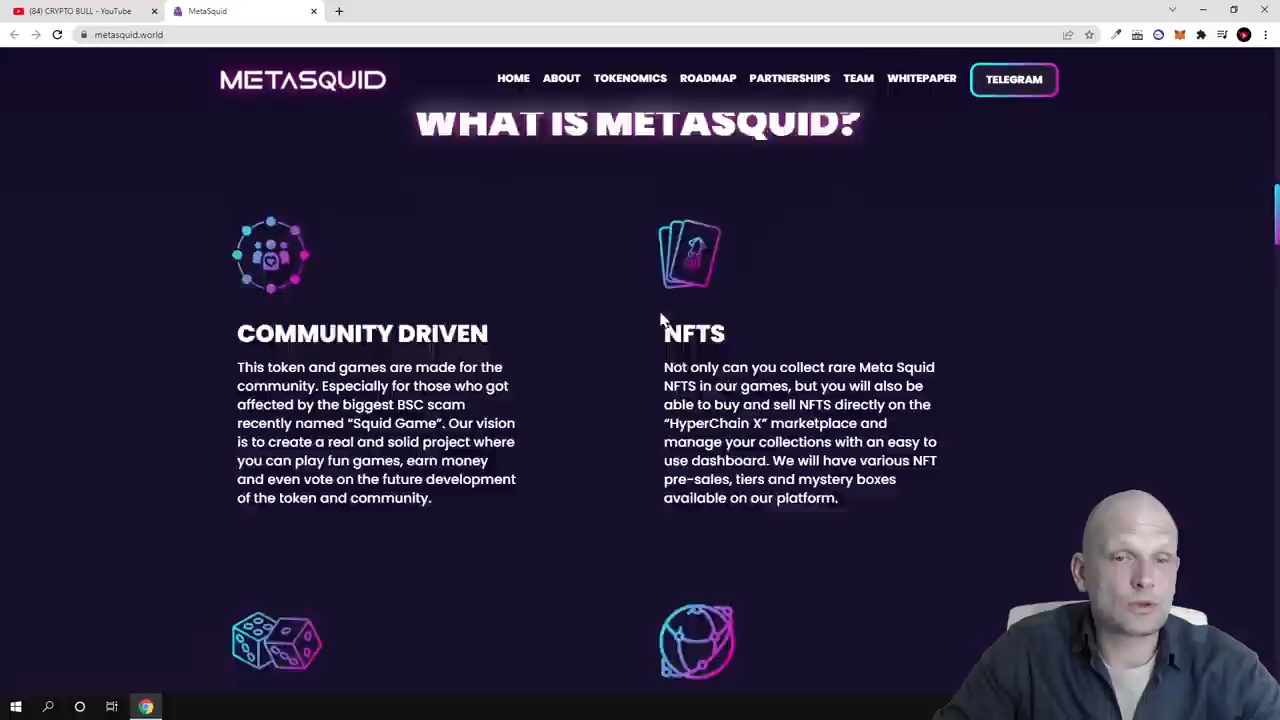 (84) CRYPTO BULL - YouTube
MetaSquid
metasquid.world
METASQUID
HOME ABOUT TOKENOMICS ROADMAP PARTNERSHIPS TEAM WHITEPAPER TELEGRAM
WHAT IS METASQUID?
COMMUNITY DRIVEN
This token and games are made for the
community. Especially for those who got
affected by the biggest BSC scam
recently named “Squid Game”. Our vision
is to create a real and solid project where
you can play fun games, earn money
and even vote on the future development
of the token and community.
NFTS
Not only can you collect rare Meta Squid
NFTS in our games, but you will also be
able to buy and sell NFTS directly on the
“HyperChain X” marketplace and
manage your collections with an easy to
use dashboard. We will have various NFT
pre-sales, tiers and mystery boxes
available on our platform.